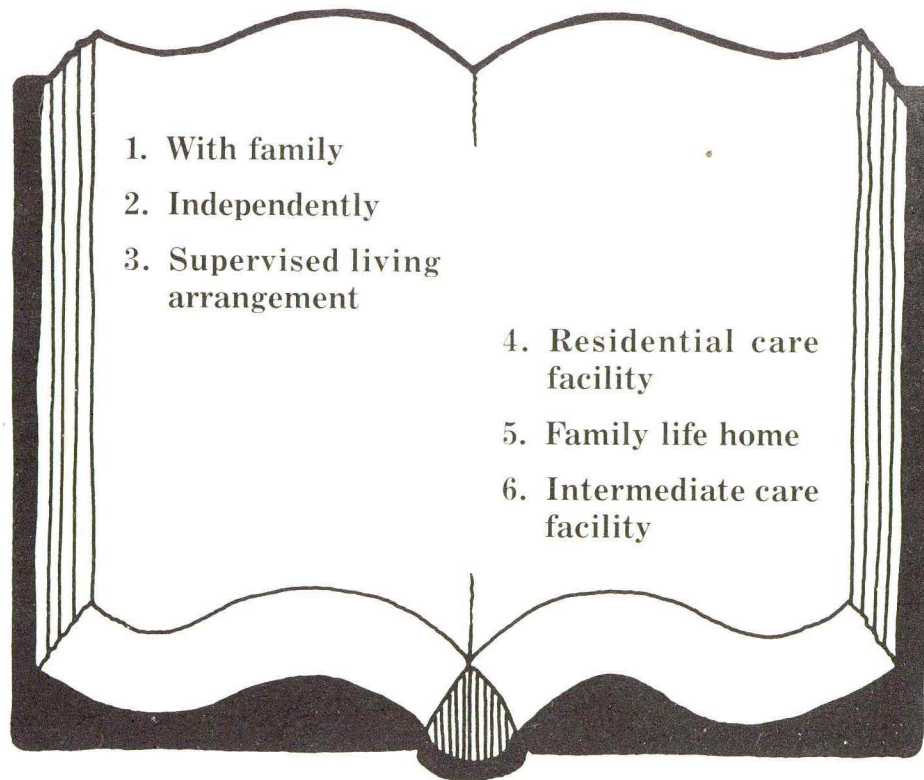 1. With family
2. Independently
3. Supervised living
arrangement
4. Residential care
facility
5. Family life home
6. Intermediate care
facility